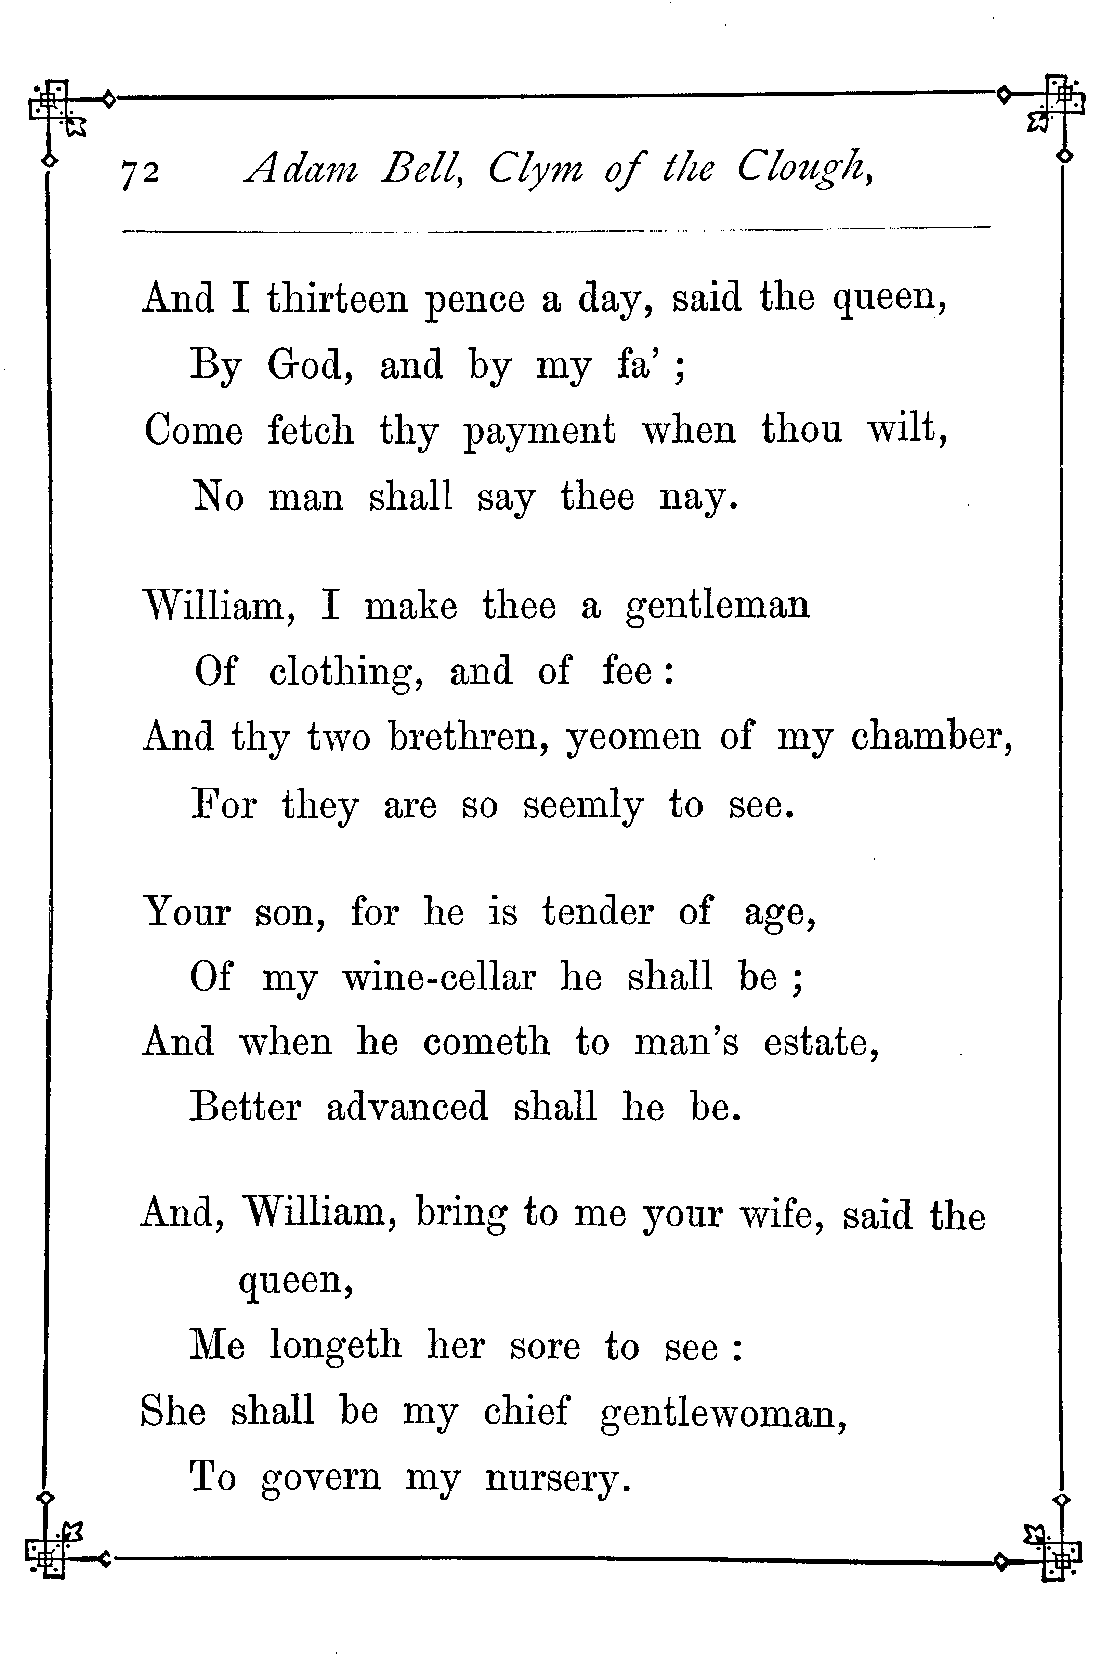 72 Adam Bell, Clym of the Clough,
And I thirteen pence a day, said the queen,
By God, and by my fa’ ;
Come fetch thy payment when thou wilt,
No man shall say thee nay.
William, I make thee a gentleman
Of clothing, and of fee :
And thy two brethren, yeomen of my chamber,
For they are so seemly to see.
Your son, for he is tender of age,
Of my wine-cellar he shall be ;
And when he cometh to man’s estate,
Better advanced shall he be.
And, William, bring to me your wife, said the
queen,
Me longeth her sore to see :
She shall be my chief gentlewoman,
To govern my nursery.